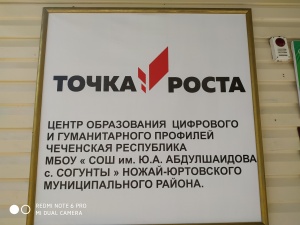 ТОЧКА РОСТА
ЦЕНТР ОБРАЗОВАНИЯ ЦИФРОВОГО
И ГУМАНИТАРНОГО ПРОФИЛЕЙ
ЧЕЧЕНСКАЯ РЕСПУБЛИКА
МБОУ « СОШ им. Ю.А. АБДУЛШАИДОВА
с. СОГУНТЫ » НОЖАЙ-ЮРТОВСКОГО
МУНИЦИПАЛЬНОГО РАЙОНА.
REDMI NOTE 6 PRO
MI DUAL CAMERA